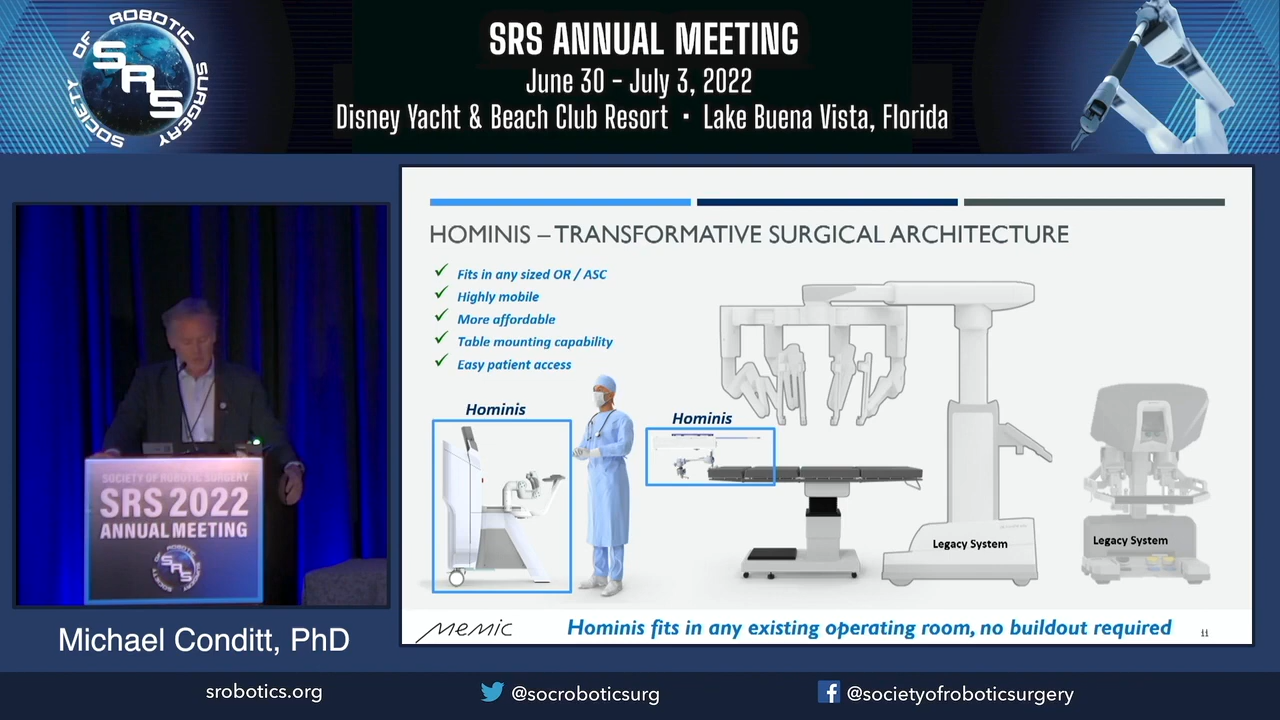 SOCIETY OF ROBOTIC SURGERY
SRS
SRS ANNUAL MEETING
June 30 - July 3, 2022
Disney Yacht & Beach Club Resort • Lake Buena Vista, Florida
HOMINIS – TRANSFORMATIVE SURGICAL ARCHITECTURE
✓ Fits in any sized OR / ASC
✓ Highly mobile
✓ More affordable
✓ Table mounting capability
✓ Easy patient access
Hominis
Hominis
Legacy System
Legacy System
Memic
Hominis fits in any existing operating room, no buildout required
11
SOCIETY OF ROBOTIC SURGERY
SRS 2022
ANNUAL MEETING
SRS
Michael Conditt, PhD
srobotics.org
@socroboticsurg
@societyofroboticsurgery